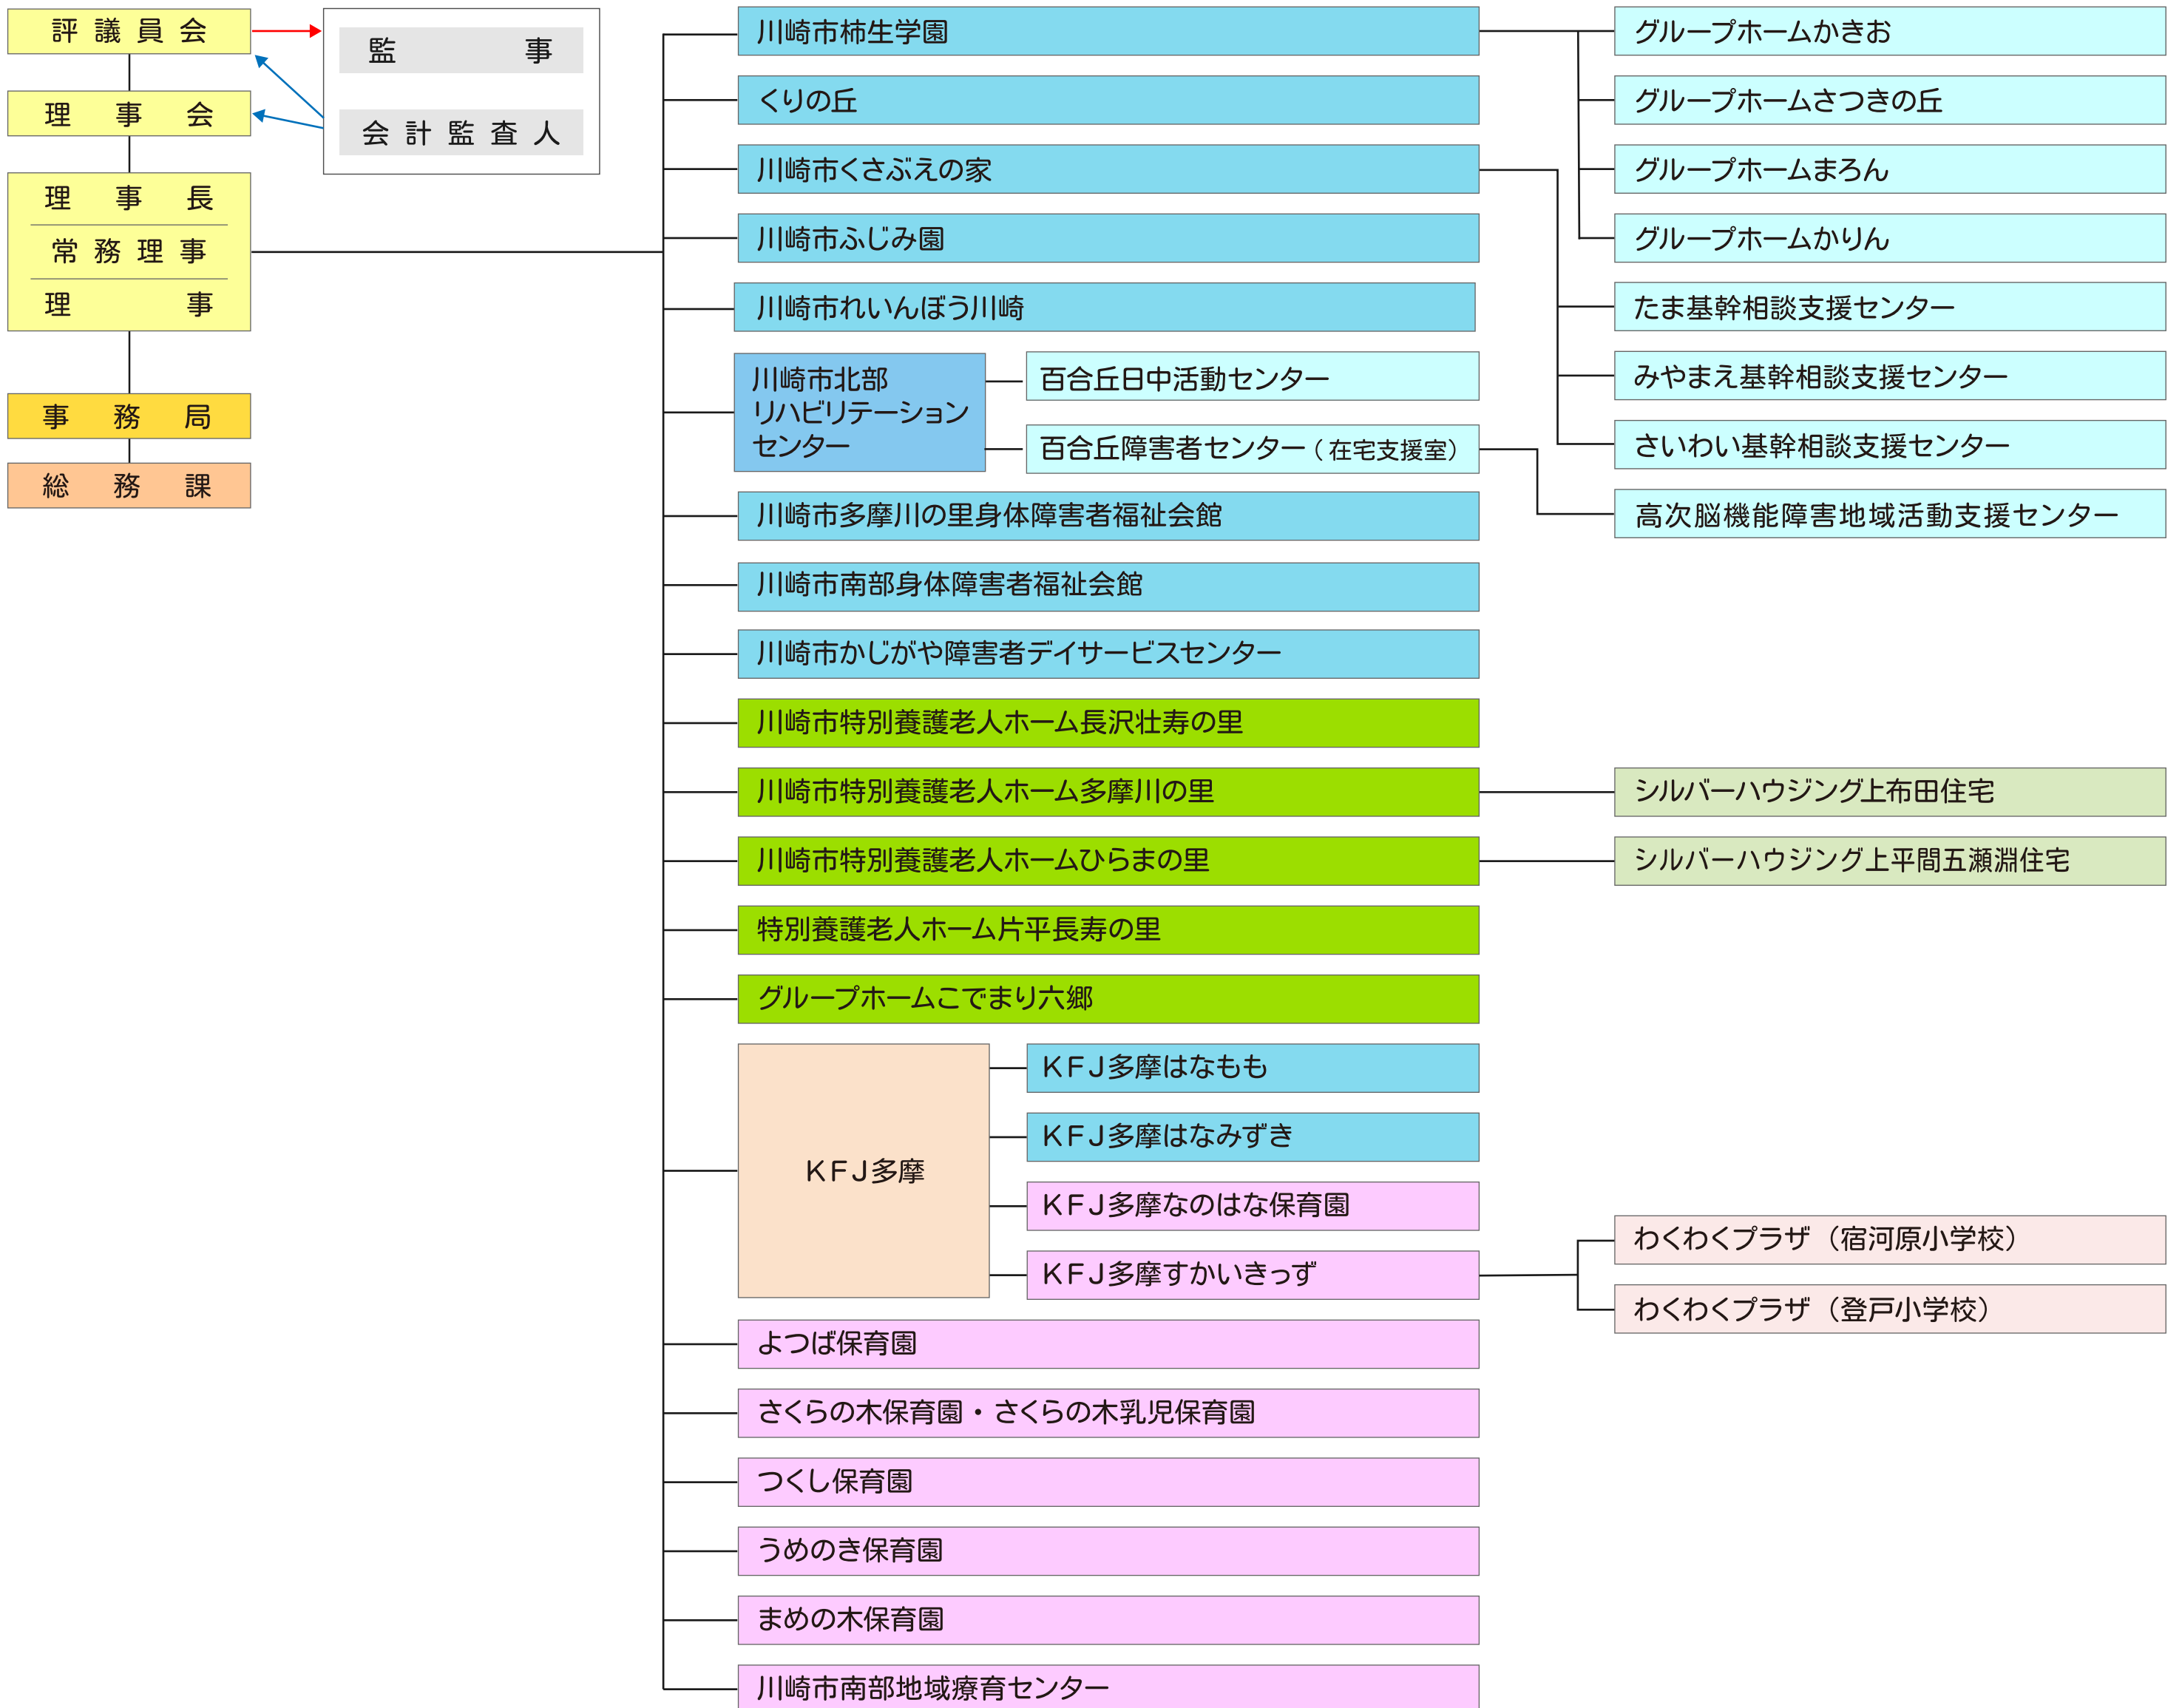 評議員会
理事会
理事長
常務理事
理事
事務局
総務課
監事
会計監査人
川崎市柿生学園
くりの丘
川崎市くさぶえの家
川崎市ふじみ園
川崎市れいんぼう川崎
川崎市北部
リハビリテーション
センター
百合丘日中活動センター
百合丘障害者センター（在宅支援室）
川崎市多摩川の里身体障害者福祉会館
川崎市南部身体障害者福祉会館
川崎市かじがや障害者デイサービスセンター
川崎市特別養護老人ホーム長沢壮寿の里
川崎市特別養護老人ホーム多摩川の里
川崎市特別養護老人ホームひらまの里
特別養護老人ホーム片平長寿の里
グループホームこでまり六郷
ＫＦＪ多摩
ＫＦＪ多摩はなもも
ＫＦＪ多摩はなみずき
ＫＦＪ多摩なのはな保育園
ＫＦＪ多摩すかいきっず
よつば保育園
さくらの木保育園・さくらの木乳児保育園
つくし保育園
うめのき保育園
まめの木保育園
川崎市南部地域療育センター
グループホームかきお
グループホームさつきの丘
グループホームまろん
グループホームかりん
たま基幹相談支援センター
みやまえ基幹相談支援センター
さいわい基幹相談支援センター
高次脳機能障害地域活動支援センター
シルバーハウジング上布田住宅
シルバーハウジング上平間五瀬淵住宅
わくわくプラザ（宿河原小学校）
わくわくプラザ（登戸小学校）